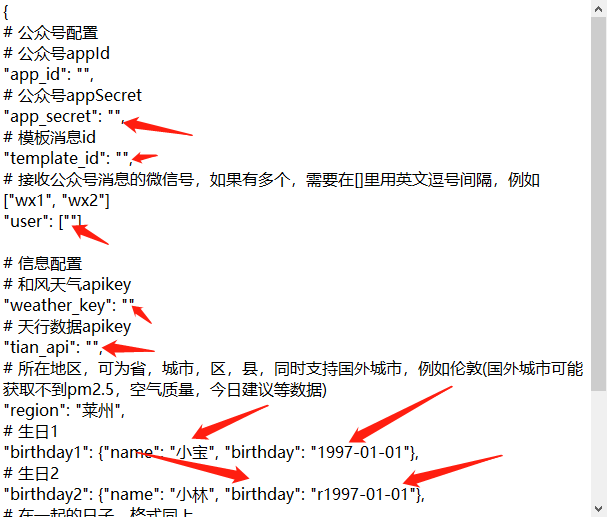 {
# 公众号配置
# 公众号appId
"app_id": "",
# 公众号appSecret
"app_secret": "",
# 模板消息id
"template_id": "",
# 接收公众号消息的微信号，如果有多个，需要在[]里用英文逗号间隔，例如
["wx1", "wx2"]
"user": [""]
# 信息配置
# 和风天气apikey
"weather_key": ""
# 天行数据apikey
"tian_api": "",
# 所在地区，可为省，城市，区，县，同时支持国外城市，例如伦敦(国外城市可能
获取不到pm2.5，空气质量，今日建议等数据)
"region": "莱州",
# 生日1
"birthday1": {"name": "小宝", "birthday": "1997-01-01"},
# 生日2
"birthday2": {"name": "小林", "birthday": "r1997-01-01"},
# 在一起的日子，格式同上